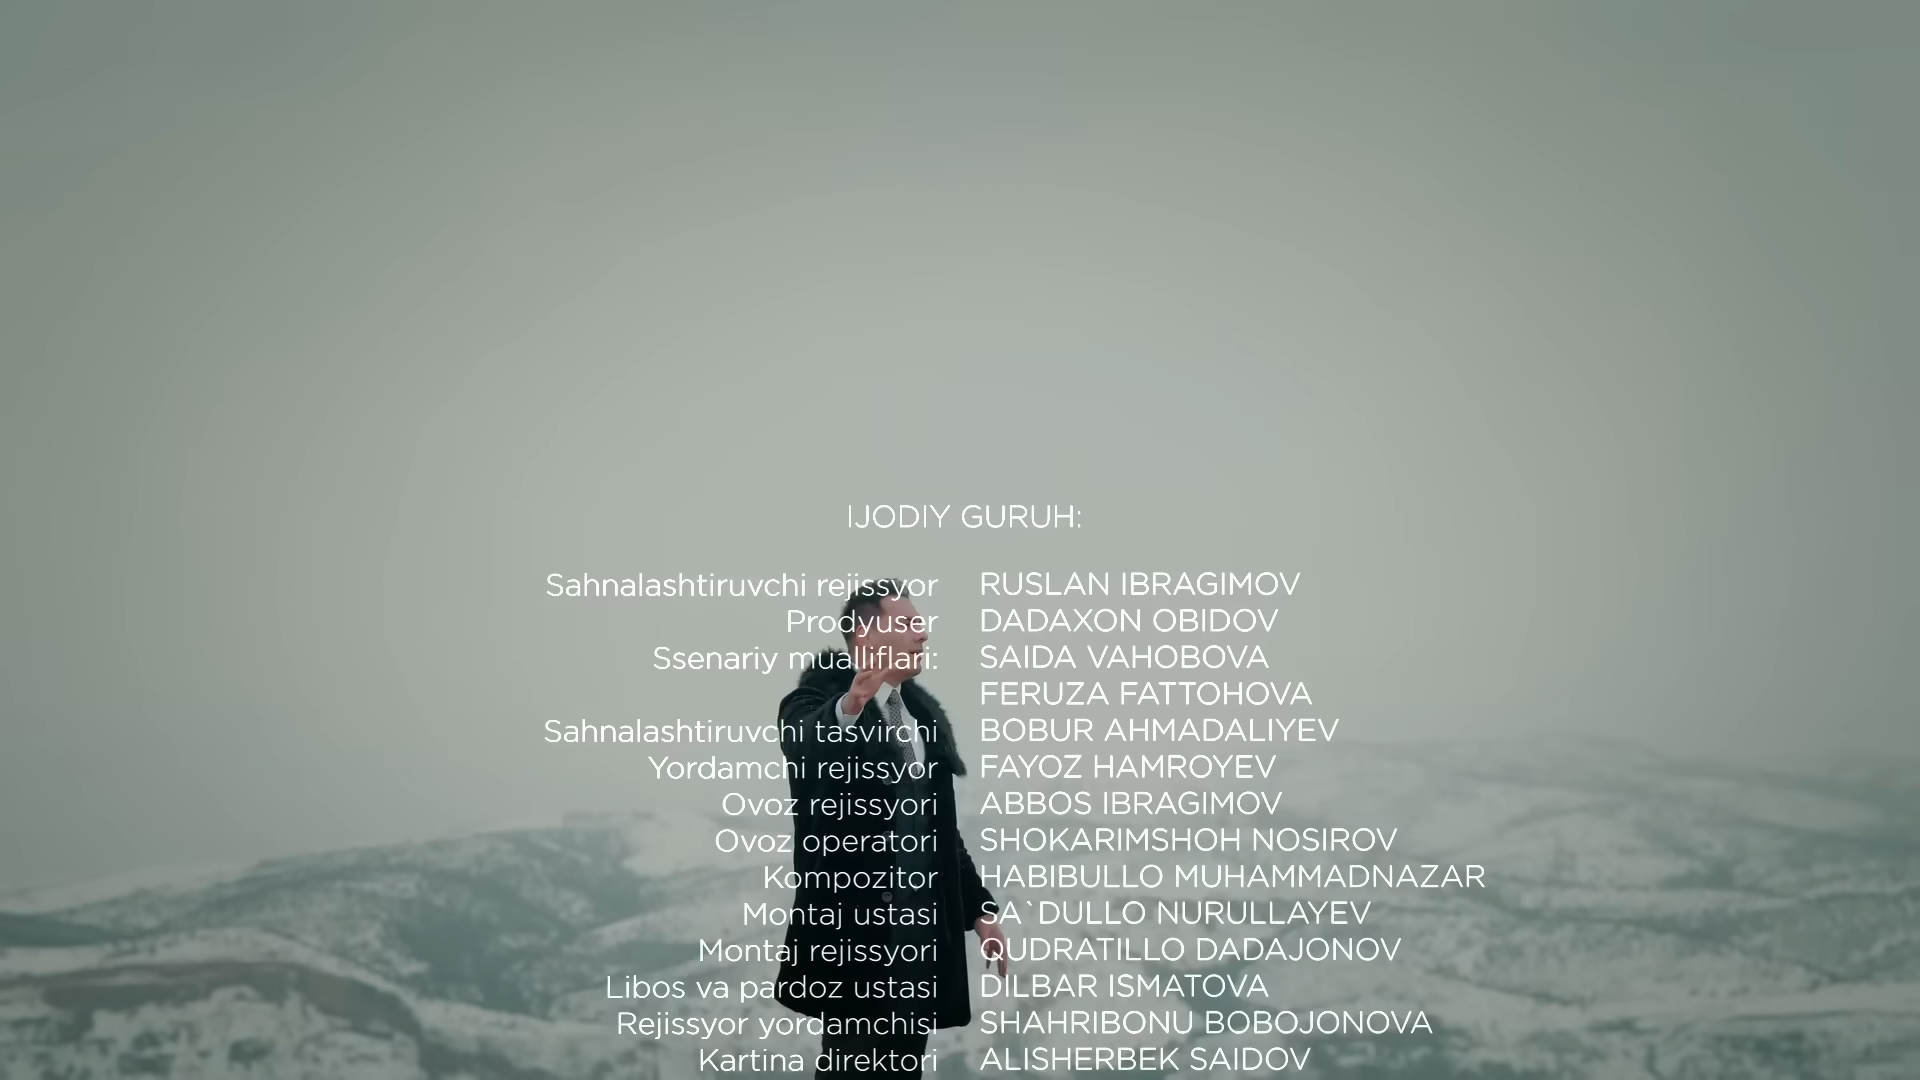 IJODIY GURUH:
Sahnalashtiruvchi rejissyor RUSLAN IBRAGIMOV
Prodyuser DADAXON OBIDOV
Ssenariy mualliflari: SAIDA VAHOBOVA
FERUZA FATTOHOVA
Sahnalashtiruvchi tasvirchi BOBUR AHMADALIYEV
Yordamchi rejissyor FAYOZ HAMROYEV
Ovoz rejissyori ABBOS IBRAGIMOV
Ovoz operatori SHOKARIMSHOH NOSIROV
Kompozitor HABIBULLO MUHAMMADNAZAR
Montaj ustasi SA`DULLO NURULLAYEV
Montaj rejissyori QUDRATILLO DADAJONOV
Libos va pardoz ustasi DILBAR ISMATOVA
Rejissyor yordamchisi SHAHRIBONU BOBOJONOVA
Kartina direktori ALISHERBEK SAIDOV